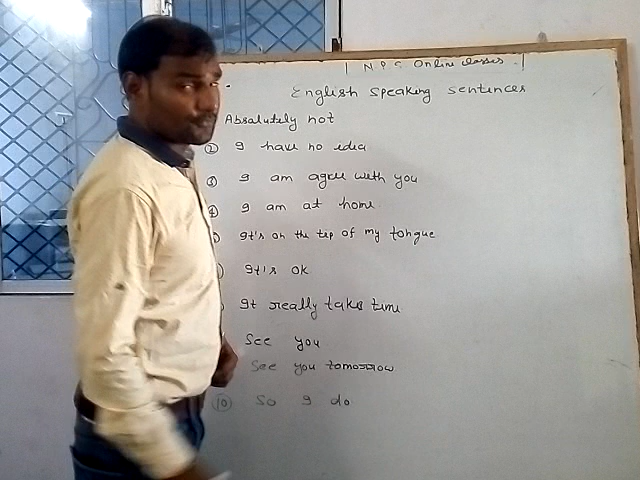 N P C Online classes
English speaking sentences
Absalutely not
② I have no idea
③ I am agree with you
④ I am at home.
It's on the tip of my tongue
It's ok
It really takes time
See you
See you tomorrow
⑩ So I do